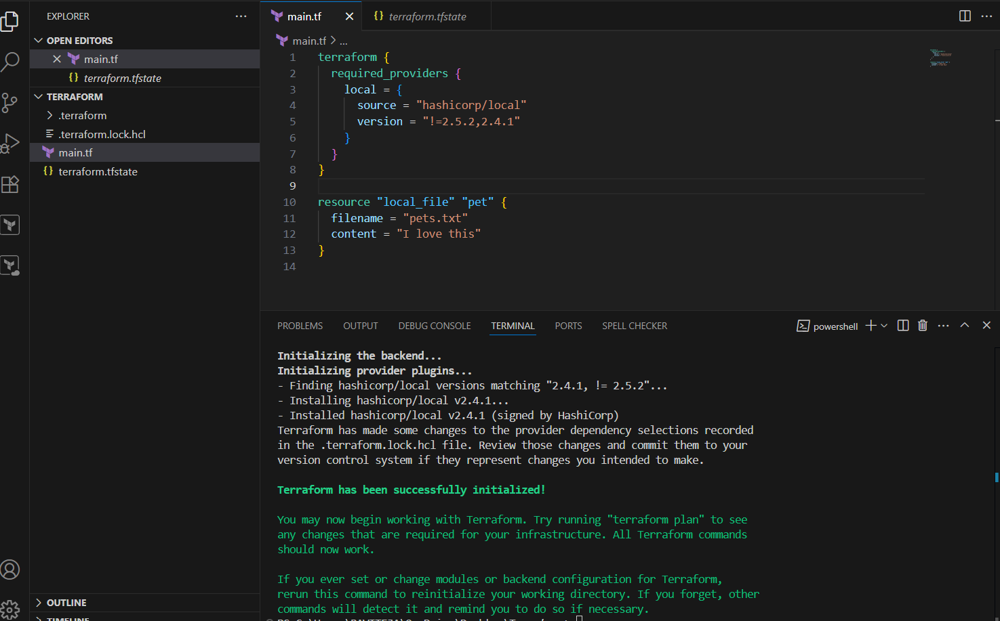 EXPLORER
OPEN EDITORS
main.tf
terraform.tfstate
TERRAFORM
.terraform
.terraform.lock.hcl
main.tf
terraform.tfstate
OUTLINE
TIMELINE
main.tf
terraform.tfstate
main.tf > ...
1 terraform {
2 required_providers {
3 local = {
4 source = "hashicorp/local"
5 version = "!=2.5.2,2.4.1"
6 }
7 }
8 }
9
10 resource "local_file" "pet" {
11 filename = "pets.txt"
12 content = "I love this"
13 }
14
PROBLEMS OUTPUT DEBUG CONSOLE TERMINAL PORTS SPELL CHECKER powershell
Initializing the backend...
Initializing provider plugins...
- Finding hashicorp/local versions matching "2.4.1, != 2.5.2"...
- Installing hashicorp/local v2.4.1...
- Installed hashicorp/local v2.4.1 (signed by HashiCorp)
Terraform has made some changes to the provider dependency selections recorded
in the .terraform.lock.hcl file. Review those changes and commit them to your
version control system if they represent changes you intended to make.
Terraform has been successfully initialized!
You may now begin working with Terraform. Try running "terraform plan" to see
any changes that are required for your infrastructure. All Terraform commands
should now work.
If you ever set or change modules or backend configuration for Terraform,
rerun this command to reinitialize your working directory. If you forget, other
commands will detect it and remind you to do so if necessary.